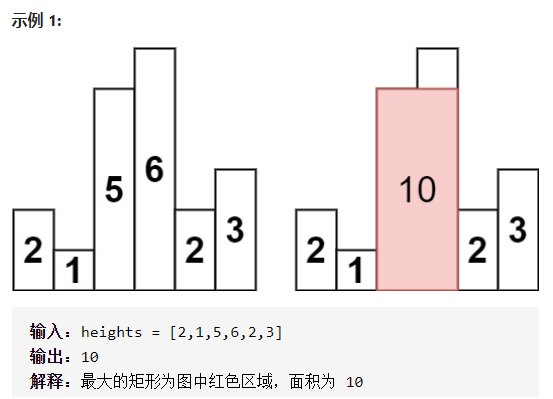 示例 1:
2 1 5 6 2 3
2 1 10 2 3
输入：heights = [2,1,5,6,2,3]
输出：10
解释：最大的矩形为图中红色区域，面积为 10